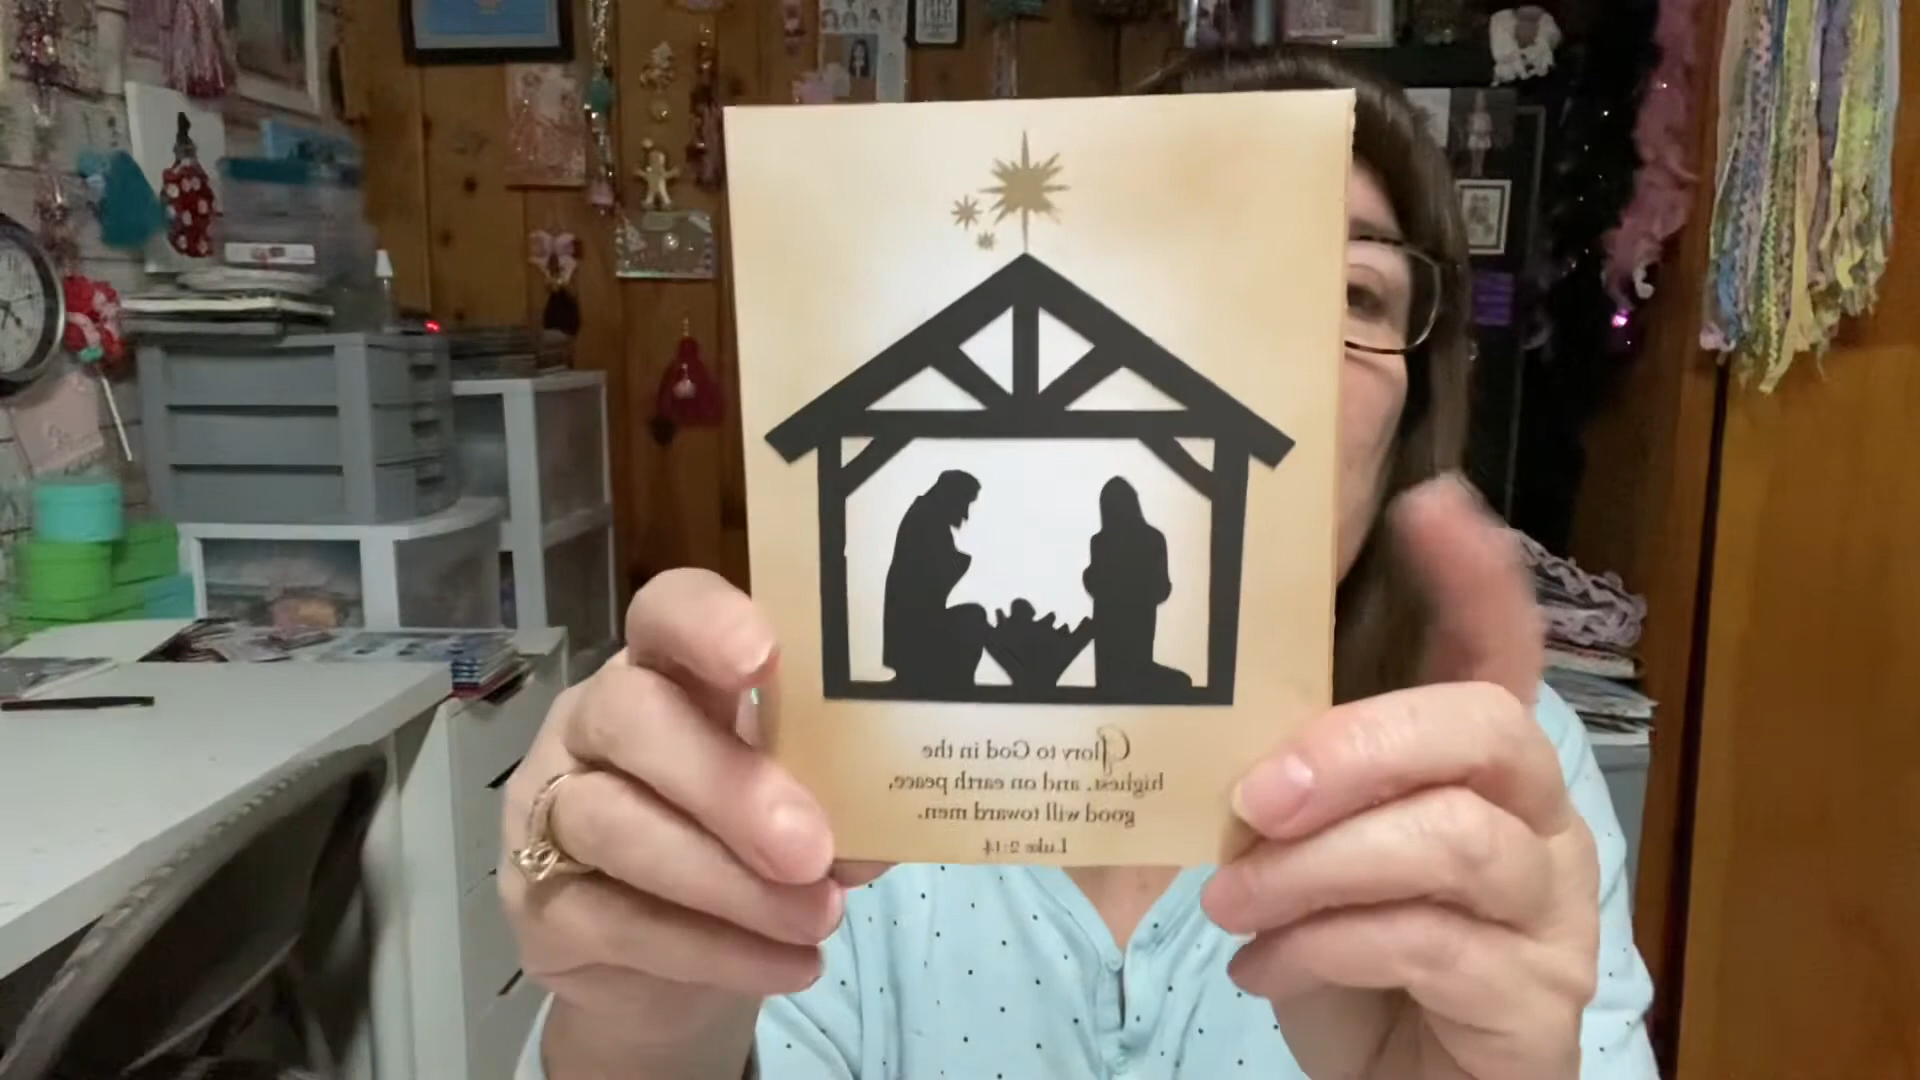 Glory to God in the
highest, and on earth peace,
good will toward men.
Luke 2:14